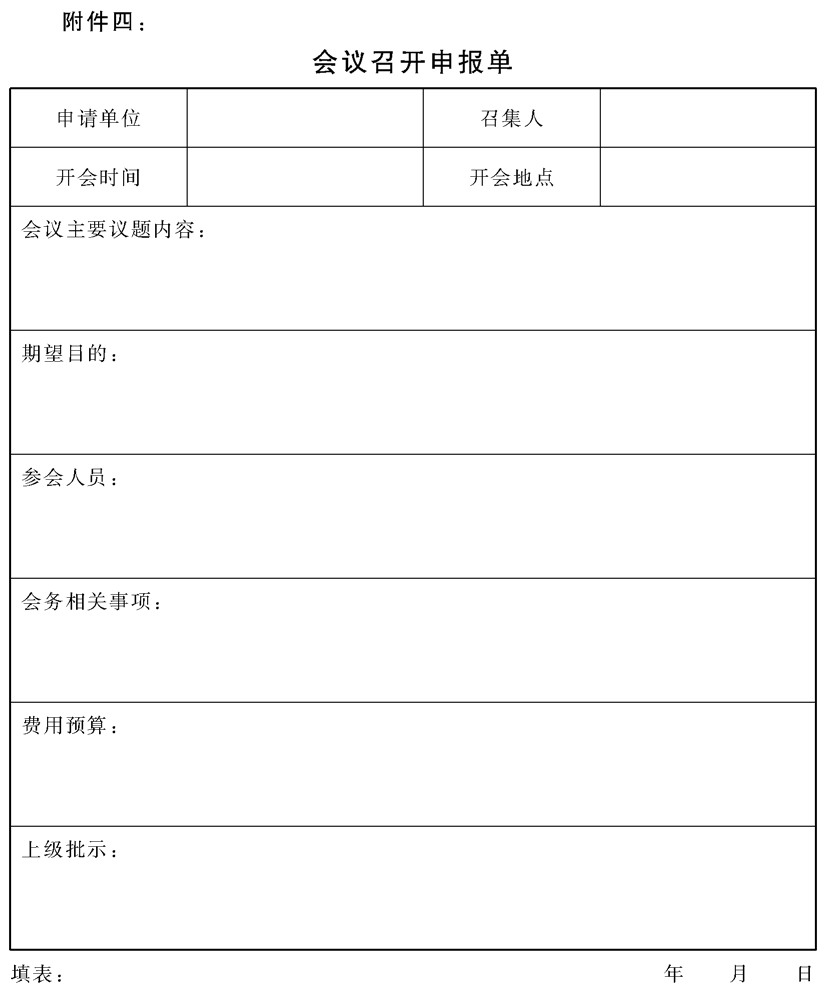 附件四：
会议召开申报单
申请单位 召集人
开会时间 开会地点
会议主要议题内容：
期望目的：
参会人员：
会务相关事项：
费用预算：
上级批示：
填表： 年 月 日